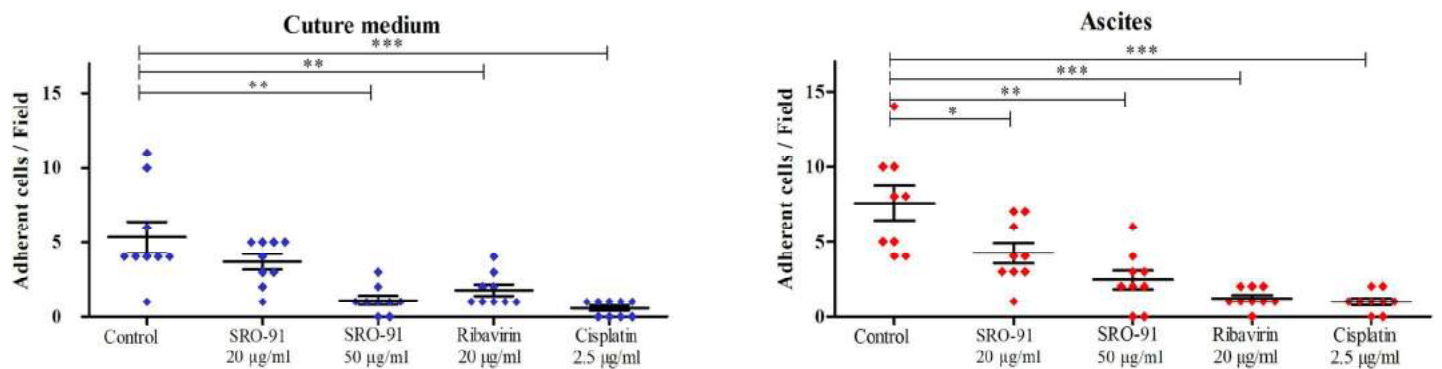 Cuture medium
***
**
**
15
10
5
0
Adherent cells / Field
Control
SRO-91
20 µg/ml
SRO-91
50 µg/ml
Ribavirin
20 µg/ml
Cisplatin
2.5 µg/ml
Ascites
***
***
**
*
15
10
5
0
Adherent cells / Field
Control
SRO-91
20 µg/ml
SRO-91
50 µg/ml
Ribavirin
20 µg/ml
Cisplatin
2.5 µg/ml